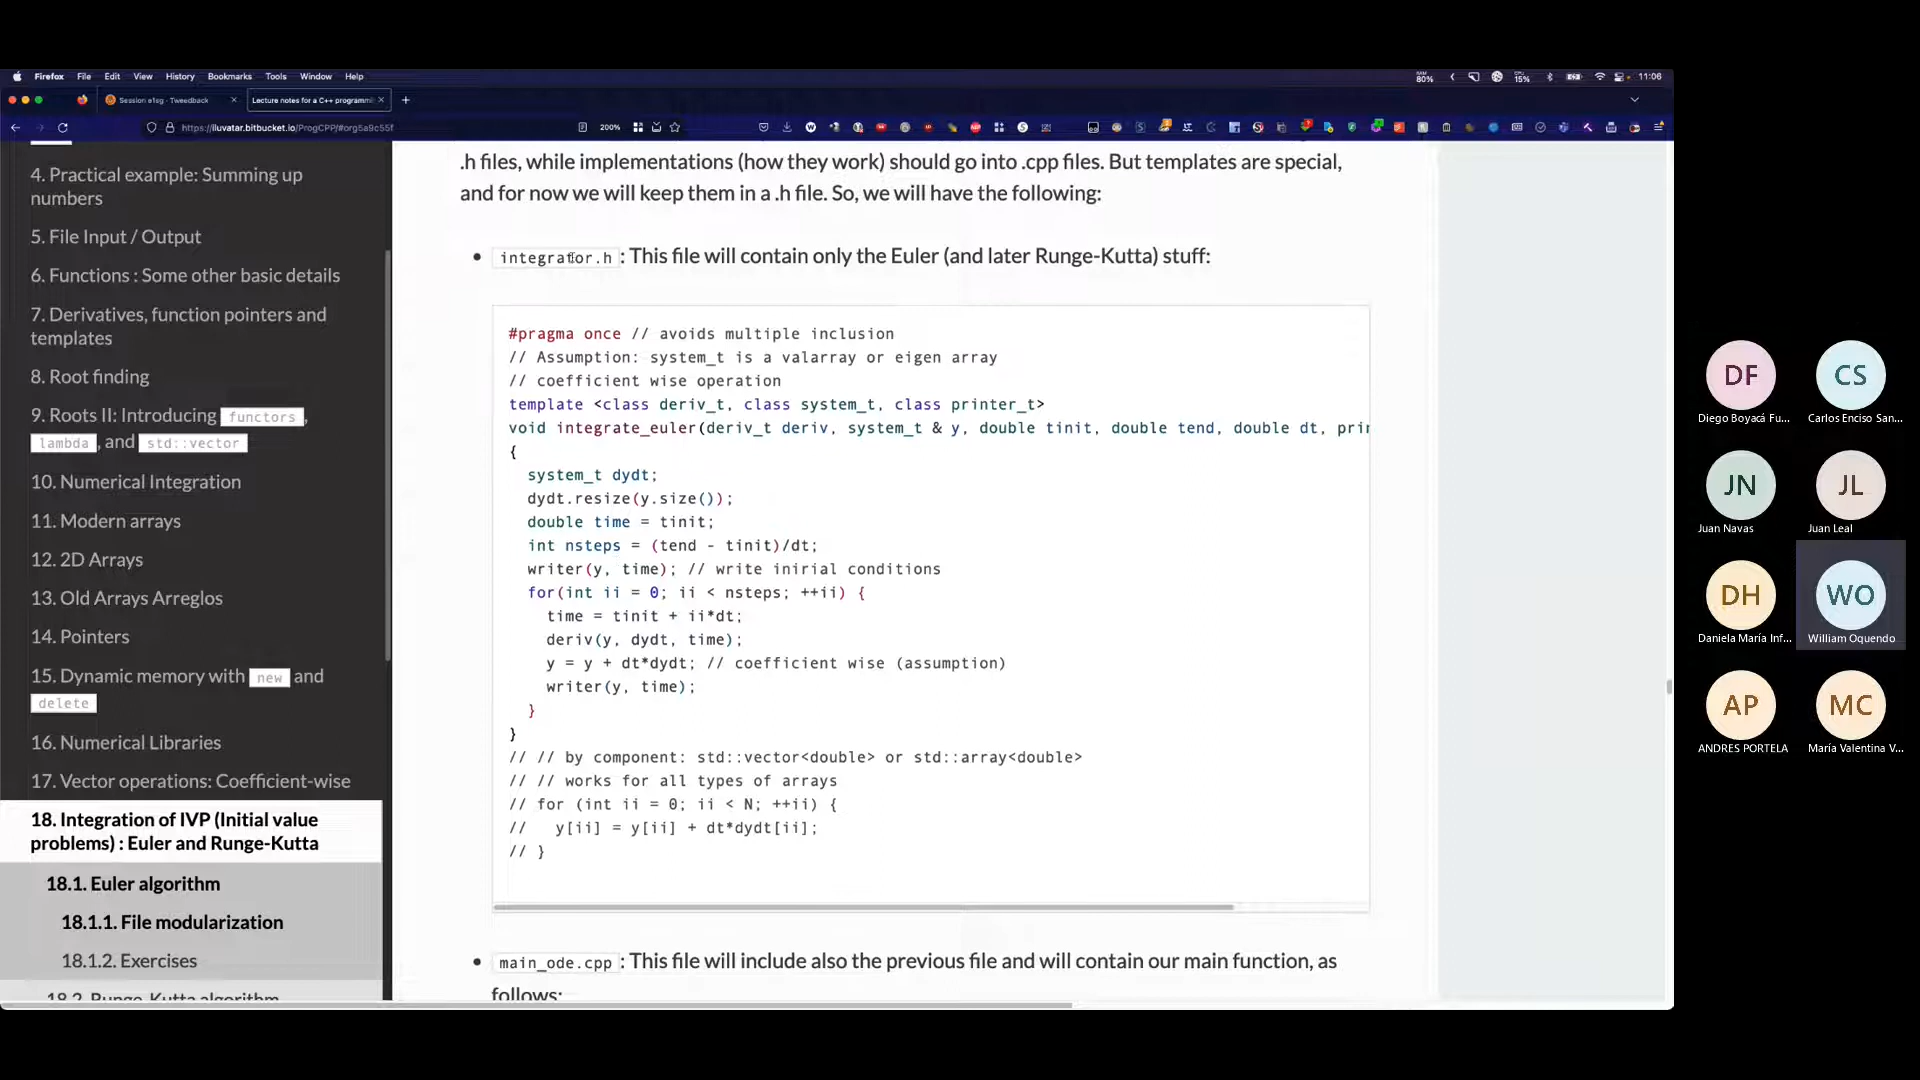 Firefox File Edit View History Bookmarks Tools Window Help
80% 15% 11:06
Session e1sg · Tweedback
Lecture notes for a C++ programmi
https://iluvatar.bitbucket.io/ProgCPP/#org5a9c55f
200%
4. Practical example: Summing up
numbers
5. File Input / Output
6. Functions : Some other basic details
7. Derivatives, function pointers and
templates
8. Root finding
9. Roots II: Introducing functors,
lambda, and std::vector
10. Numerical Integration
11. Modern arrays
12. 2D Arrays
13. Old Arrays Arreglos
14. Pointers
15. Dynamic memory with new and
delete
16. Numerical Libraries
17. Vector operations: Coefficient-wise
18. Integration of IVP (Initial value
problems) : Euler and Runge-Kutta
18.1. Euler algorithm
18.1.1. File modularization
18.1.2. Exercises
18.2. Runge-Kutta algorithm
.h files, while implementations (how they work) should go into .cpp files. But templates are special,
and for now we will keep them in a .h file. So, we will have the following:
• integrator.h : This file will contain only the Euler (and later Runge-Kutta) stuff:
#pragma once // avoids multiple inclusion
// Assumption: system_t is a valarray or eigen array
// coefficient wise operation
template <class deriv_t, class system_t, class printer_t>
void integrate_euler(deriv_t deriv, system_t & y, double tinit, double tend, double dt, prin
{
system_t dydt;
dydt.resize(y.size());
double time = tinit;
int nsteps = (tend - tinit)/dt;
writer(y, time); // write inirial conditions
for(int ii = 0; ii < nsteps; ++ii) {
time = tinit + ii*dt;
deriv(y, dydt, time);
y = y + dt*dydt; // coefficient wise (assumption)
writer(y, time);
}
}
// // by component: std::vector<double> or std::array<double>
// // works for all types of arrays
// for (int ii = 0; ii < N; ++ii) {
// y[ii] = y[ii] + dt*dydt[ii];
// }
• main_ode.cpp : This file will include also the previous file and will contain our main function, as
follows:
DF
Diego Boyacá Fu...
CS
Carlos Enciso San...
JN
Juan Navas
JL
Juan Leal
DH
Daniela María Inf...
WO
William Oquendo
AP
ANDRES PORTELA
MC
María Valentina V...